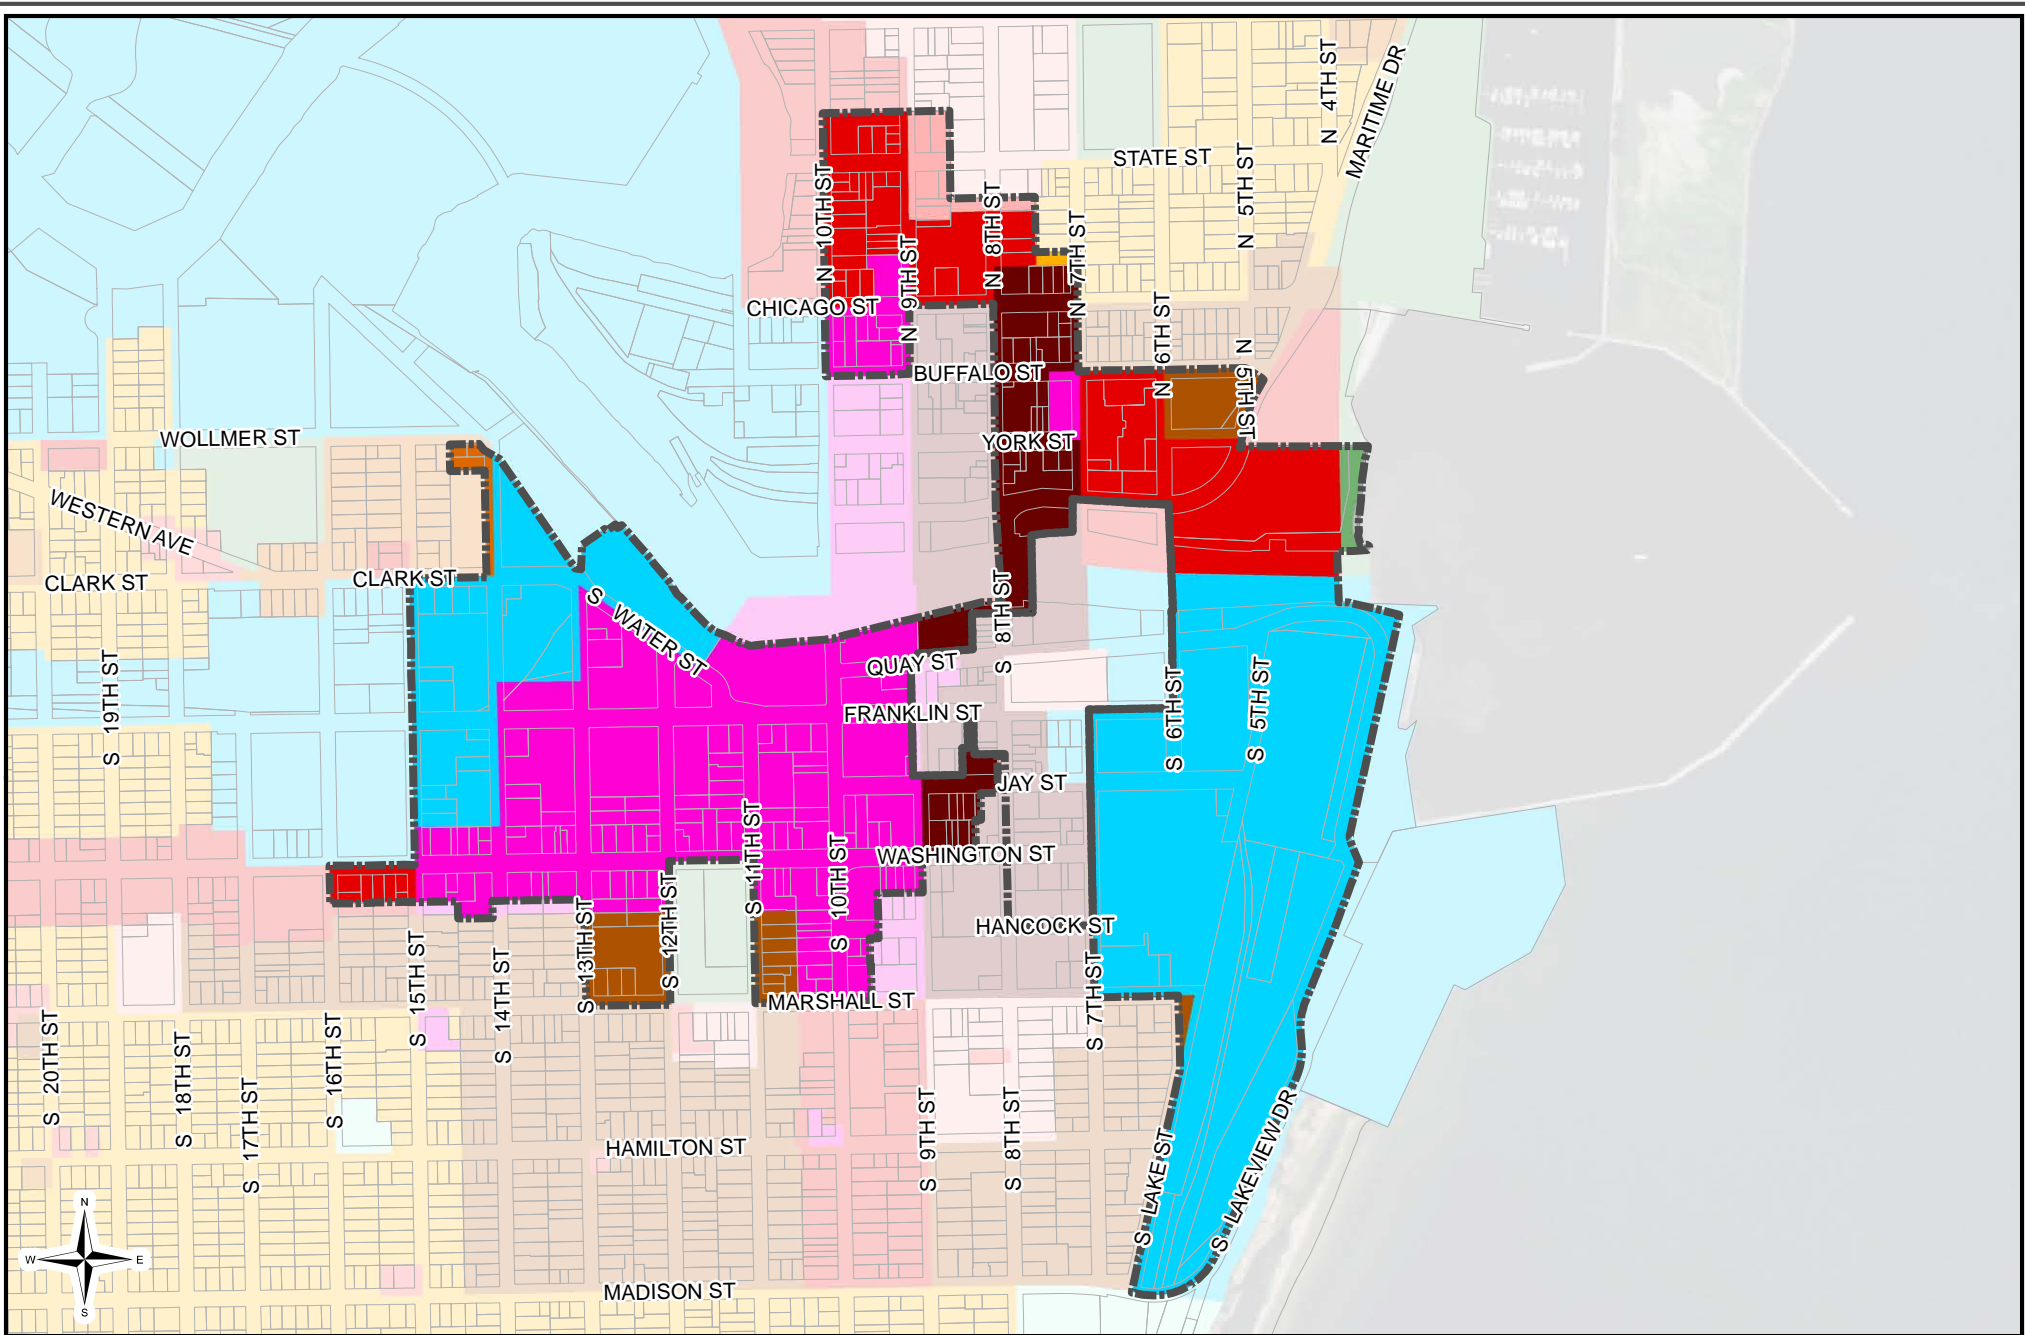 N 4TH ST
MARITIME DR
STATE ST
N 5TH ST
N 10TH ST
N 8TH ST
N 7TH ST
N 9TH ST
CHICAGO ST
N 6TH ST
N 5TH ST
BUFFALO ST
WOLLMER ST
YORK ST
WESTERN AVE
CLARK ST
CLARK ST
S WATER ST
S 8TH ST
QUAY ST
S 19TH ST
FRANKLIN ST
S 6TH ST
S 5TH ST
JAY ST
S 11TH ST
S 10TH ST
WASHINGTON ST
S 12TH ST
S 13TH ST
HANCOCK ST
S 15TH ST
S 14TH ST
S 7TH ST
MARSHALL ST
S 20TH ST
S 18TH ST
S 16TH ST
S 17TH ST
S 9TH ST
S 8TH ST
HAMILTON ST
S LAKE ST
S LAKEVIEW DR
N
W E
S
MADISON ST